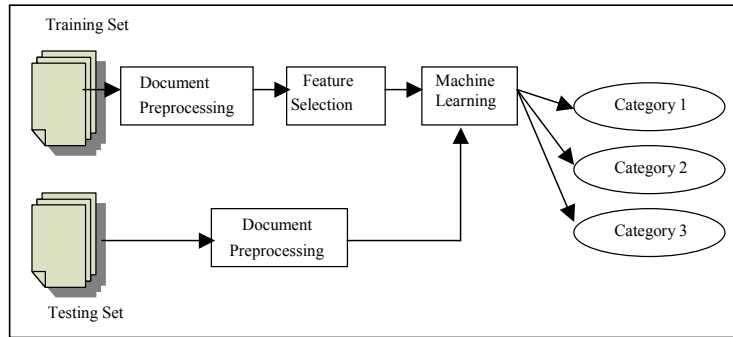 Training Set
Document
Preprocessing
Feature
Selection
Machine
Learning
Category 1
Category 2
Category 3
Document
Preprocessing
Testing Set